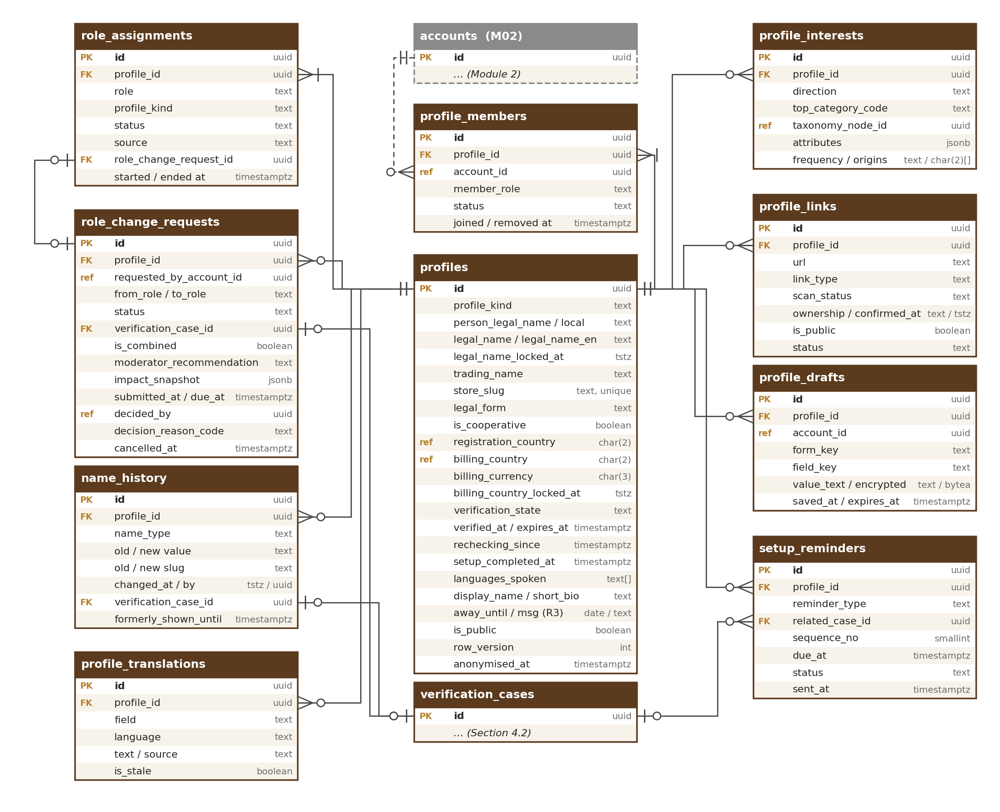 role_assignments
PK id uuid
FK profile_id uuid
role text
profile_kind text
status text
source text
FK role_change_request_id uuid
started / ended at timestamptz
role_change_requests
PK id uuid
FK profile_id uuid
ref requested_by_account_id uuid
from_role / to_role text
status text
FK verification_case_id uuid
is_combined boolean
moderator_recommendation text
impact_snapshot jsonb
submitted_at / due_at timestamptz
ref decided_by uuid
decision_reason_code text
cancelled_at timestamptz
name_history
PK id uuid
FK profile_id uuid
name_type text
old / new value text
old / new slug text
changed_at / by tstz / uuid
FK verification_case_id uuid
formerly_shown_until timestamptz
profile_translations
PK id uuid
FK profile_id uuid
field text
language text
text / source text
is_stale boolean
accounts (M02)
PK id uuid
... (Module 2)
profile_members
PK id uuid
FK profile_id uuid
ref account_id uuid
member_role text
status text
joined / removed at timestamptz
profiles
PK id uuid
profile_kind text
person_legal_name / local text
legal_name / legal_name_en text
legal_name_locked_at tstz
trading_name text
store_slug text, unique
legal_form text
is_cooperative boolean
ref registration_country char(2)
ref billing_country char(2)
billing_currency char(3)
billing_country_locked_at tstz
verification_state text
verified_at / expires_at timestamptz
rechecking_since timestamptz
setup_completed_at timestamptz
languages_spoken text[]
display_name / short_bio text
away_until / msg (R3) date / text
is_public boolean
row_version int
anonymised_at timestamptz
verification_cases
PK id uuid
... (Section 4.2)
profile_interests
PK id uuid
FK profile_id uuid
direction text
top_category_code text
ref taxonomy_node_id uuid
attributes jsonb
frequency / origins text / char(2)[]
profile_links
PK id uuid
FK profile_id uuid
url text
link_type text
scan_status text
ownership / confirmed_at text / tstz
is_public boolean
status text
profile_drafts
PK id uuid
FK profile_id uuid
ref account_id uuid
form_key text
field_key text
value_text / encrypted text / bytea
saved_at / expires_at timestamptz
setup_reminders
PK id uuid
FK profile_id uuid
reminder_type text
FK related_case_id uuid
sequence_no smallint
due_at timestamptz
status text
sent_at timestamptz